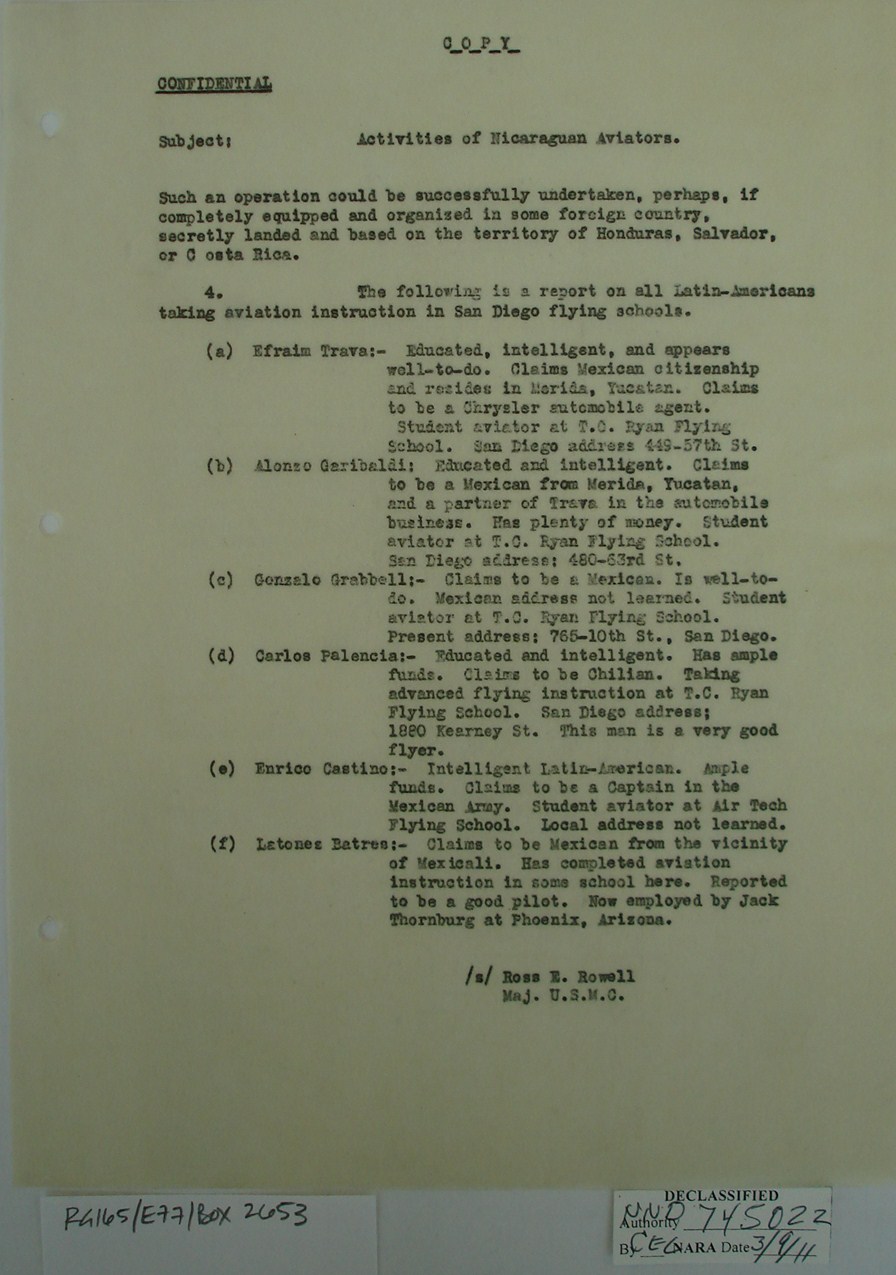 C_O_P_Y_
CONFIDENTIAL
Subject: Activities of Nicaraguan Aviators.
Such an operation could be successfully undertaken, perhaps, if
completely equipped and organized in some foreign country,
secretly landed and based on the territory of Honduras, Salvador,
or C osta Rica.
4. The following is a report on all Latin-Americans
taking aviation instruction in San Diego flying schools.
(a) Efraim Trava:- Educated, intelligent, and appears
well-to-do. Claims Mexican citizenship
and resides in Merida, Yucatan. Claims
to be a Chrysler automobile agent.
Student aviator at T.C. Ryan Flying
School. San Diego address 449-57th St.
(b) Alonzo Garibaldi: Educated and intelligent. Claims
to be a Mexican from Merida, Yucatan,
and a partner of Trava in the automobile
business. Has plenty of money. Student
aviator at T.C. Ryan Flying School.
San Diego address: 480-63rd St.
(c) Gonzalo Grabbell:- Claims to be a Mexican. Is well-to-
do. Mexican address not learned. Student
aviator at T.C. Ryan Flying School.
Present address: 765-10th St., San Diego.
(d) Carlos Palencia:- Educated and intelligent. Has ample
funds. Claims to be Chilian. Taking
advanced flying instruction at T.C. Ryan
Flying School. San Diego address;
1880 Kearney St. This man is a very good
flyer.
(e) Enrico Castino:- Intelligent Latin-American. Ample
funds. Claims to be a Captain in the
Mexican Army. Student aviator at Air Tech
Flying School. Local address not learned.
(f) Latones Batres:- Claims to be Mexican from the vicinity
of Mexicali. Has completed aviation
instruction in some school here. Reported
to be a good pilot. Now employed by Jack
Thornburg at Phoenix, Arizona.
/s/ Ross E. Rowell
Maj. U.S.M.C.
RG165/E77/BOX 2653
DECLASSIFIED
Authority NND 745022
By CEG NARA Date 3/9/11